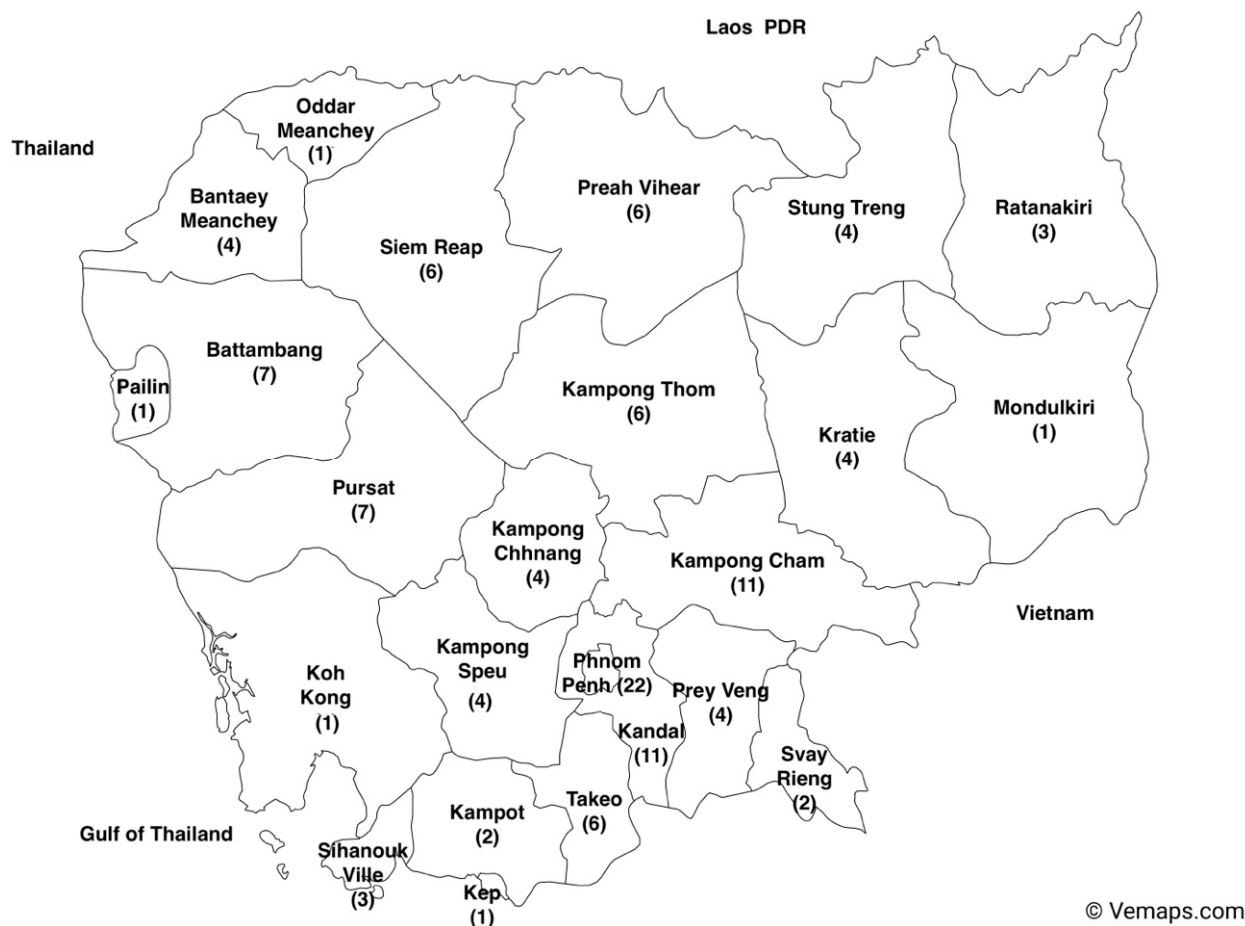 Laos PDR
Thailand
Oddar
Meanchey
(1)
Bantaey
Meanchey
(4)
Siem Reap
(6)
Preah Vihear
(6)
Stung Treng
(4)
Ratanakiri
(3)
Battambang
(7)
Pailin
(1)
Kampong Thom
(6)
Kratie
(4)
Mondulkiri
(1)
Pursat
(7)
Kampong
Chhnang
(4)
Kampong Cham
(11)
Vietnam
Koh
Kong
(1)
Kampong
Speu
(4)
Phnom
Penh (22)
Prey Veng
(4)
Kandal
(11)
Svay
Rieng
(2)
Takeo
(6)
Kampot
(2)
Gulf of Thailand
Sihanouk
Ville
(3)
Kep
(1)
© Vemaps.com